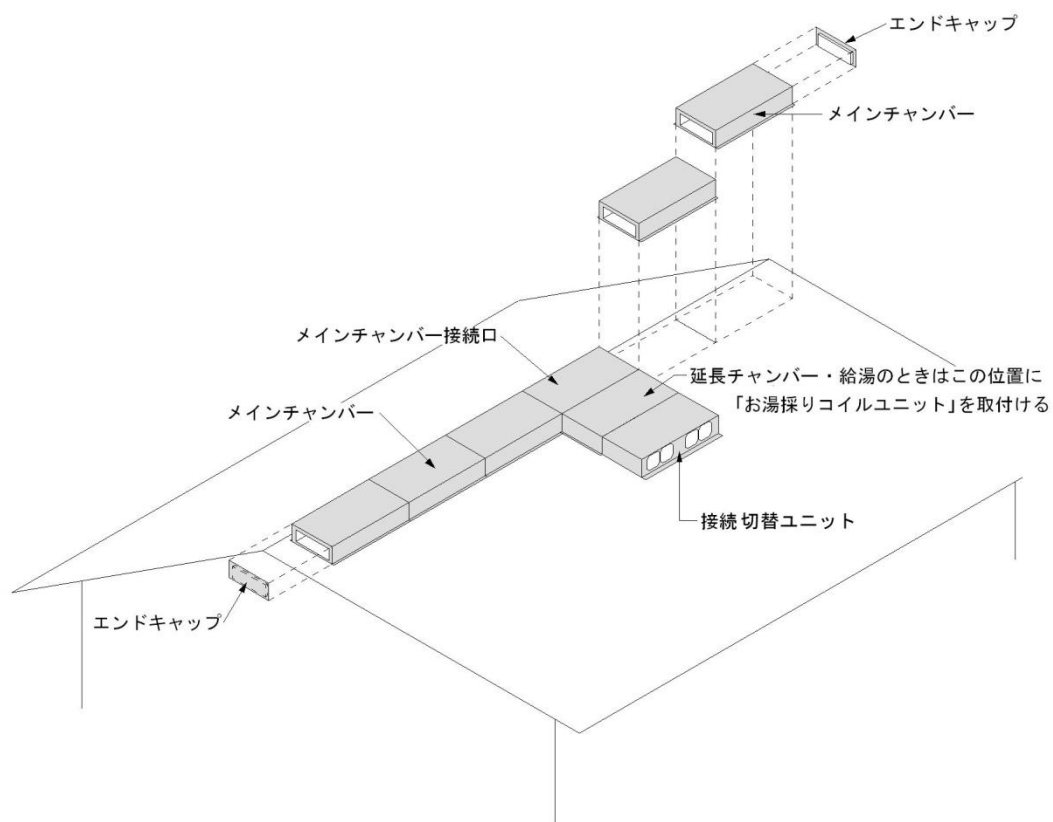 エンドキャップ
メインチャンバー
メインチャンバー接続口
延長チャンバー・給湯のときはこの位置に
「お湯採りコイルユニット」を取付ける
メインチャンバー
接続切替ユニット
エンドキャップ